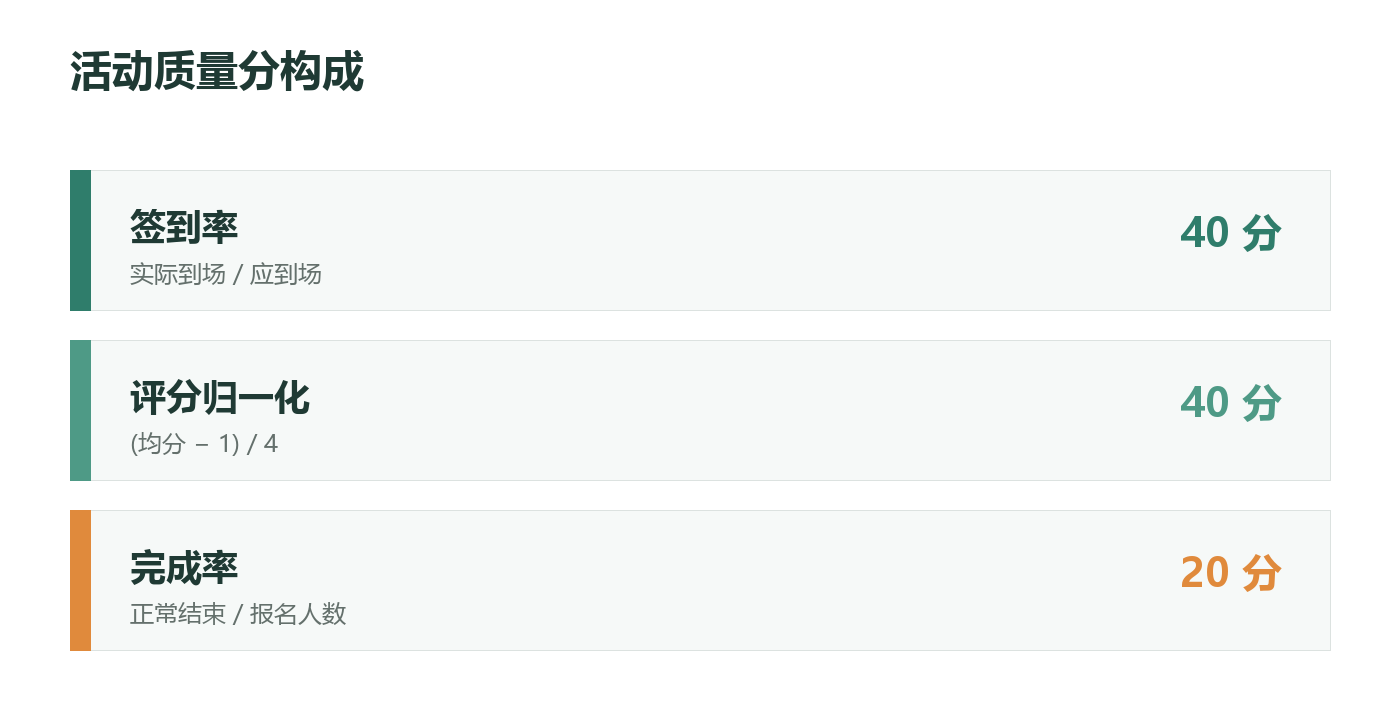 活动质量分构成
签到率
40 分
实际到场 / 应到场
评分归一化
40 分
(均分 − 1) / 4
完成率
20 分
正常结束 / 报名人数